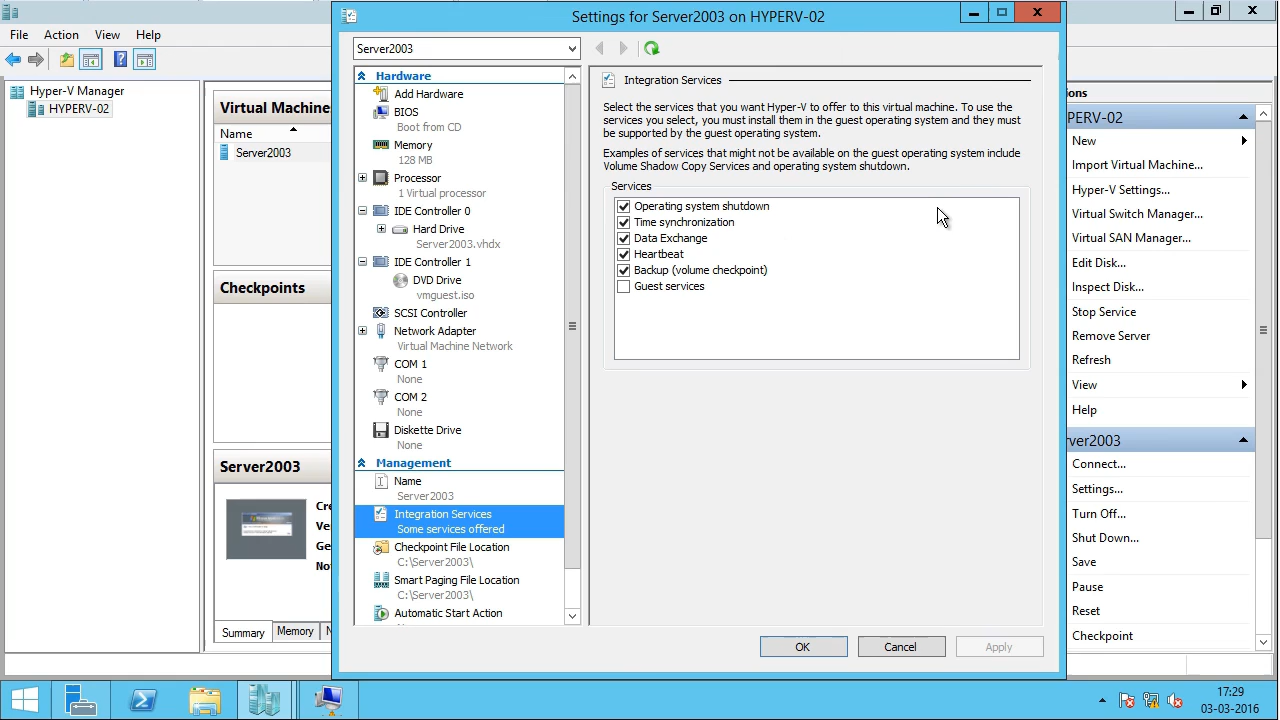 Settings for Server2003 on HYPERV-02
File Action View Help
Hyper-V Manager
HYPERV-02
Virtual Machine
Name
Server2003
Checkpoints
Server2003
Summary Memory
Server2003
Hardware
Add Hardware
BIOS
Boot from CD
Memory
128 MB
Processor
1 Virtual processor
IDE Controller 0
Hard Drive
Server2003.vhdx
IDE Controller 1
DVD Drive
vmguest.iso
SCSI Controller
Network Adapter
Virtual Machine Network
COM 1
None
COM 2
None
Diskette Drive
None
Management
Name
Server2003
Integration Services
Some services offered
Checkpoint File Location
C:\Server2003\
Smart Paging File Location
C:\Server2003\
Automatic Start Action
Integration Services
Select the services that you want Hyper-V to offer to this virtual machine. To use the
services you select, you must install them in the guest operating system and they must
be supported by the guest operating system.
Examples of services that might not be available on the guest operating system include
Volume Shadow Copy Services and operating system shutdown.
Services
Operating system shutdown
Time synchronization
Data Exchange
Heartbeat
Backup (volume checkpoint)
Guest services
OK Cancel Apply
ons
PERV-02
New
Import Virtual Machine...
Hyper-V Settings...
Virtual Switch Manager...
Virtual SAN Manager...
Edit Disk...
Inspect Disk...
Stop Service
Remove Server
Refresh
View
Help
rver2003
Connect...
Settings...
Turn Off...
Shut Down...
Save
Pause
Reset
Checkpoint
17:29
03-03-2016